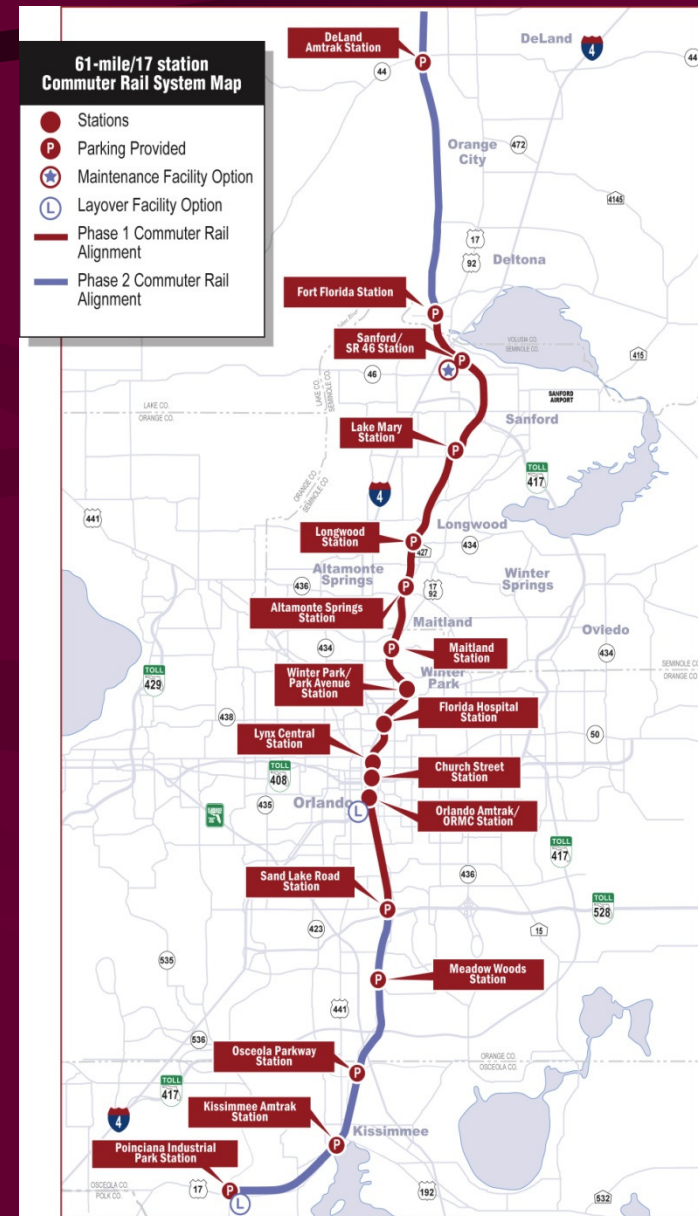 61-mile/17 station
Commuter Rail System Map
Stations
P
Parking Provided
Maintenance Facility Option
L
Layover Facility Option
Phase 1 Commuter Rail
Alignment
Phase 2 Commuter Rail
Alignment
DeLand
Amtrak Station
P
DeLand
4
44
44
Orange
City
472
4145
17
92
Deltona
Fort Florida Station
P
VOLUSIA CO.
SEMINOLE CO.
Sanford/
SR 46 Station
P
415
46
LAKE CO.
SEMINOLE CO.
SANFORD
AIRPORT
LAKE CO.
ORANGE CO.
Sanford
Lake Mary
Station
P
TOLL
417
ORANGE CO.
SEMINOLE CO.
4
441
Longwood
Station
P
Longwood
427
434
Altamonte
Springs
436
17
92
Winter
Springs
Altamonte Springs
Station
P
Maitland
Oviedo
434
P
Maitland
Station
434
SEMINOLE CO.
ORANGE CO.
TOLL
429
Winter Park/
Park Avenue
Station
Winter
Park
438
Florida Hospital
Station
50
Lynx Central
Station
TOLL
408
Church Street
Station
435
Orlando
L
Orlando Amtrak/
ORMC Station
TOLL
417
436
Sand Lake Road
Station
P
TOLL
528
423
15
535
Meadow Woods
Station
P
441
536
ORANGE CO.
OSCEOLA CO.
Osceola Parkway
Station
P
TOLL
417
4
Kissimmee Amtrak
Station
P
Kissimmee
Poinciana Industrial
Park Station
P
L
OSCEOLA CO.
POLK CO.
17
192
532